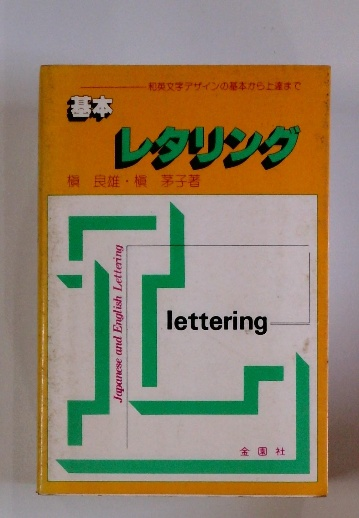 和英文字デザインの基本から上達まで
基本
レタリング
槇 良雄・槇 茅子著
Japanese and English Lettering
lettering
金園社